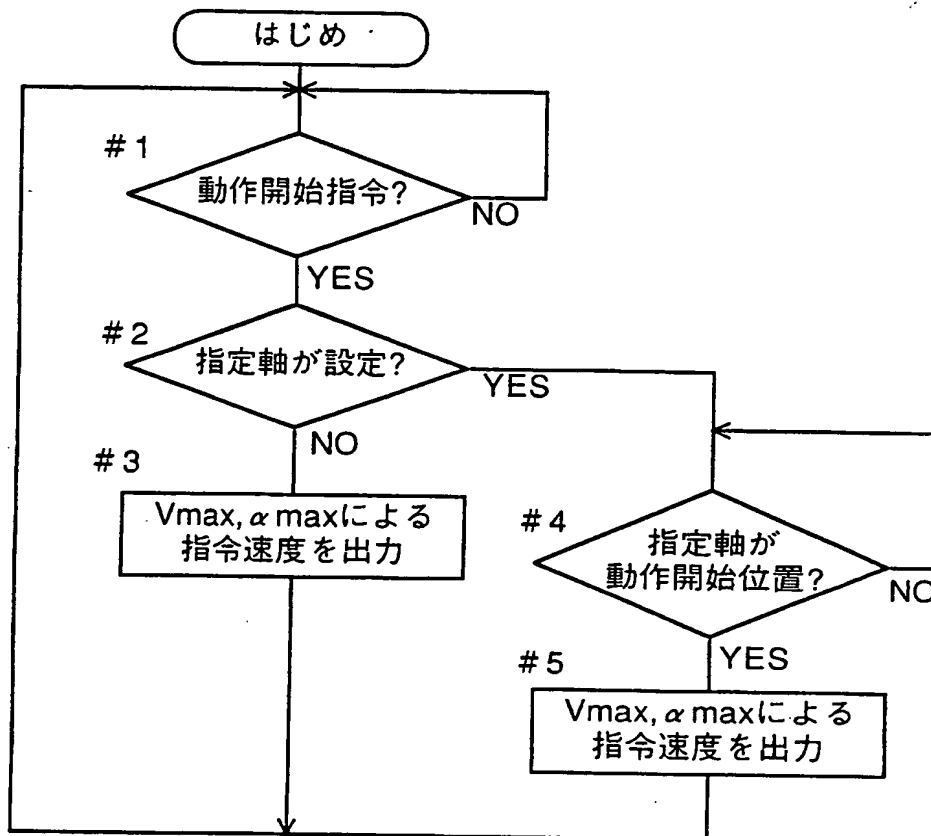 はじめ
#1
動作開始指令?
NO
YES
#2
指定軸が設定?
YES
NO
#3
Vmax,αmaxによる
指令速度を出力
#4
指定軸が
動作開始位置?
NO
YES
#5
Vmax,αmaxによる
指令速度を出力